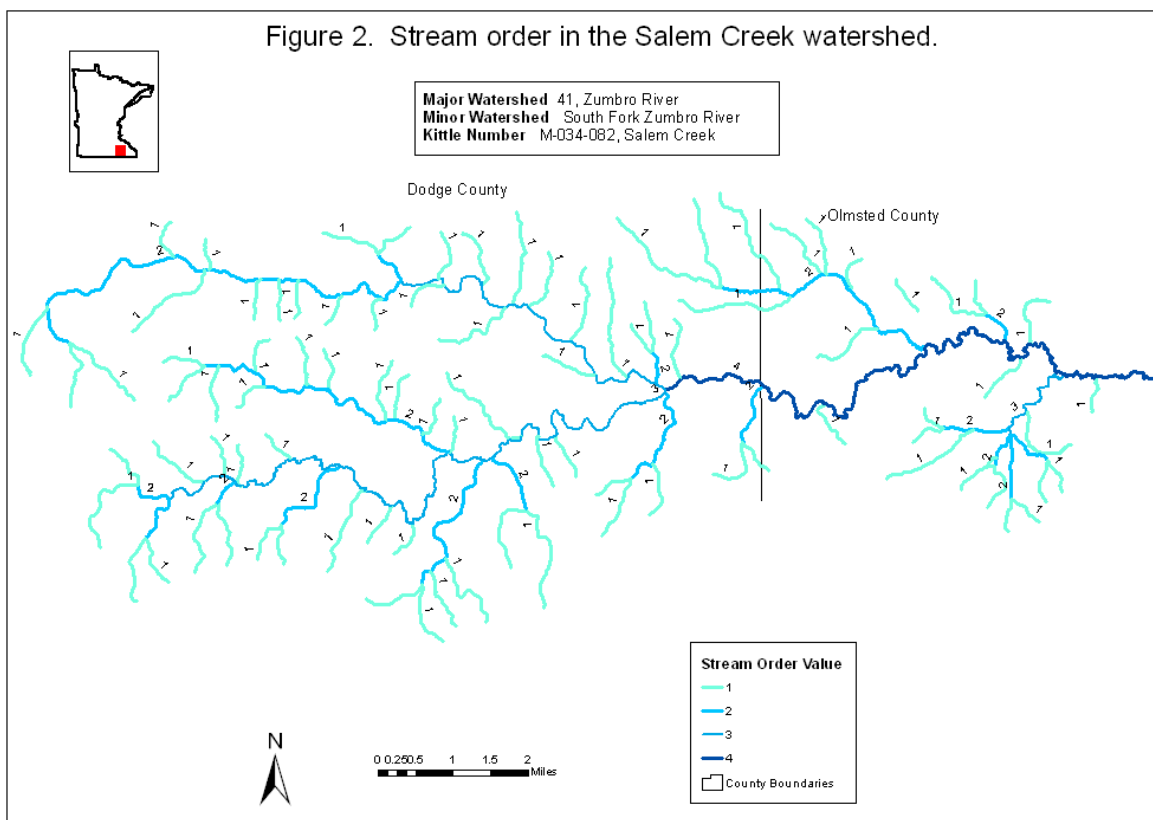 Figure 2. Stream order in the Salem Creek watershed.
Major Watershed 41, Zumbro River
Minor Watershed South Fork Zumbro River
Kittle Number M-034-082, Salem Creek
Dodge County
Olmsted County
Stream Order Value
1
2
3
4
County Boundaries
N
0 0.25 0.5 1 1.5 2
Miles